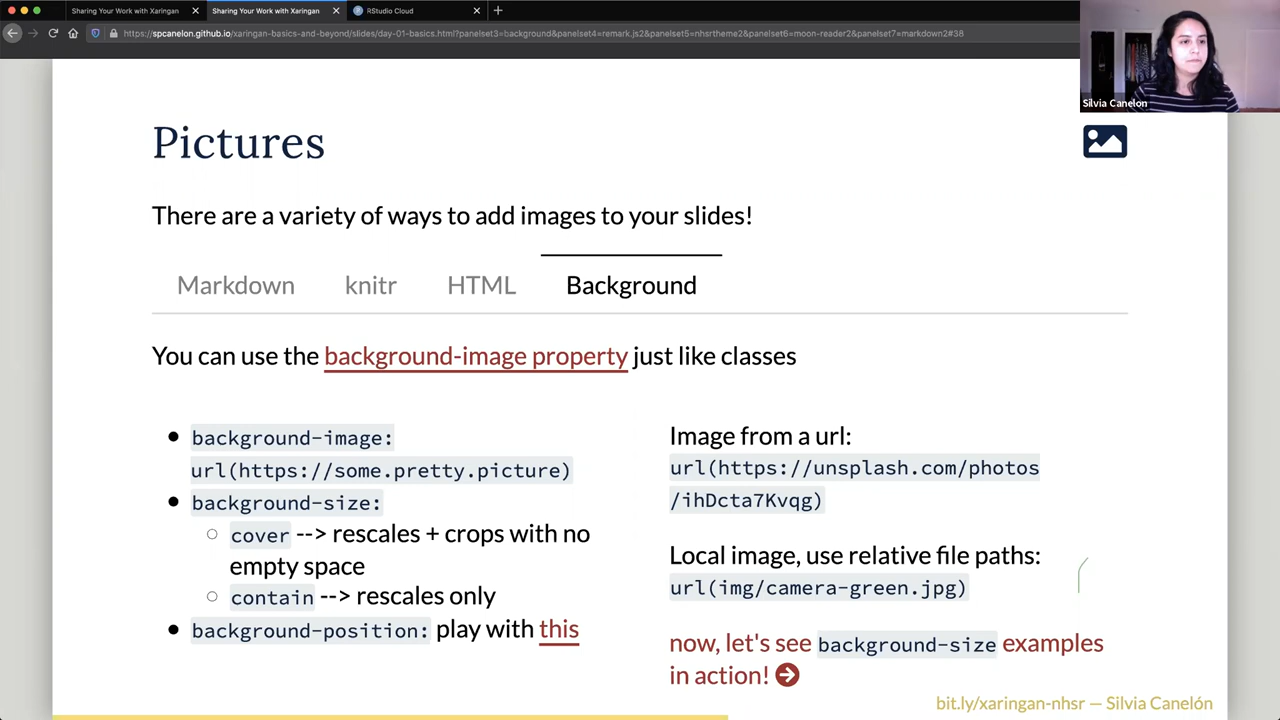 Sharing Your Work with Xaringan
Sharing Your Work with Xaringan
RStudio Cloud
https://spcanelon.github.io/xaringan-basics-and-beyond/slides/day-01-basics.html?panelset3=background&panelset4=remark.js2&panelset5=nhsrtheme2&panelset6=moon-reader2&panelset7=markdown2#38
Silvia Canelon
Pictures
There are a variety of ways to add images to your slides!
Markdown knitr HTML Background
You can use the background-image property just like classes
background-image:
url(https://some.pretty.picture)
background-size:
cover --> rescales + crops with no
empty space
contain --> rescales only
background-position: play with this
Image from a url:
url(https://unsplash.com/photos
/ihDcta7Kvqg)
Local image, use relative file paths:
url(img/camera-green.jpg)
now, let's see background-size examples
in action!
bit.ly/xaringan-nhsr — Silvia Canelón